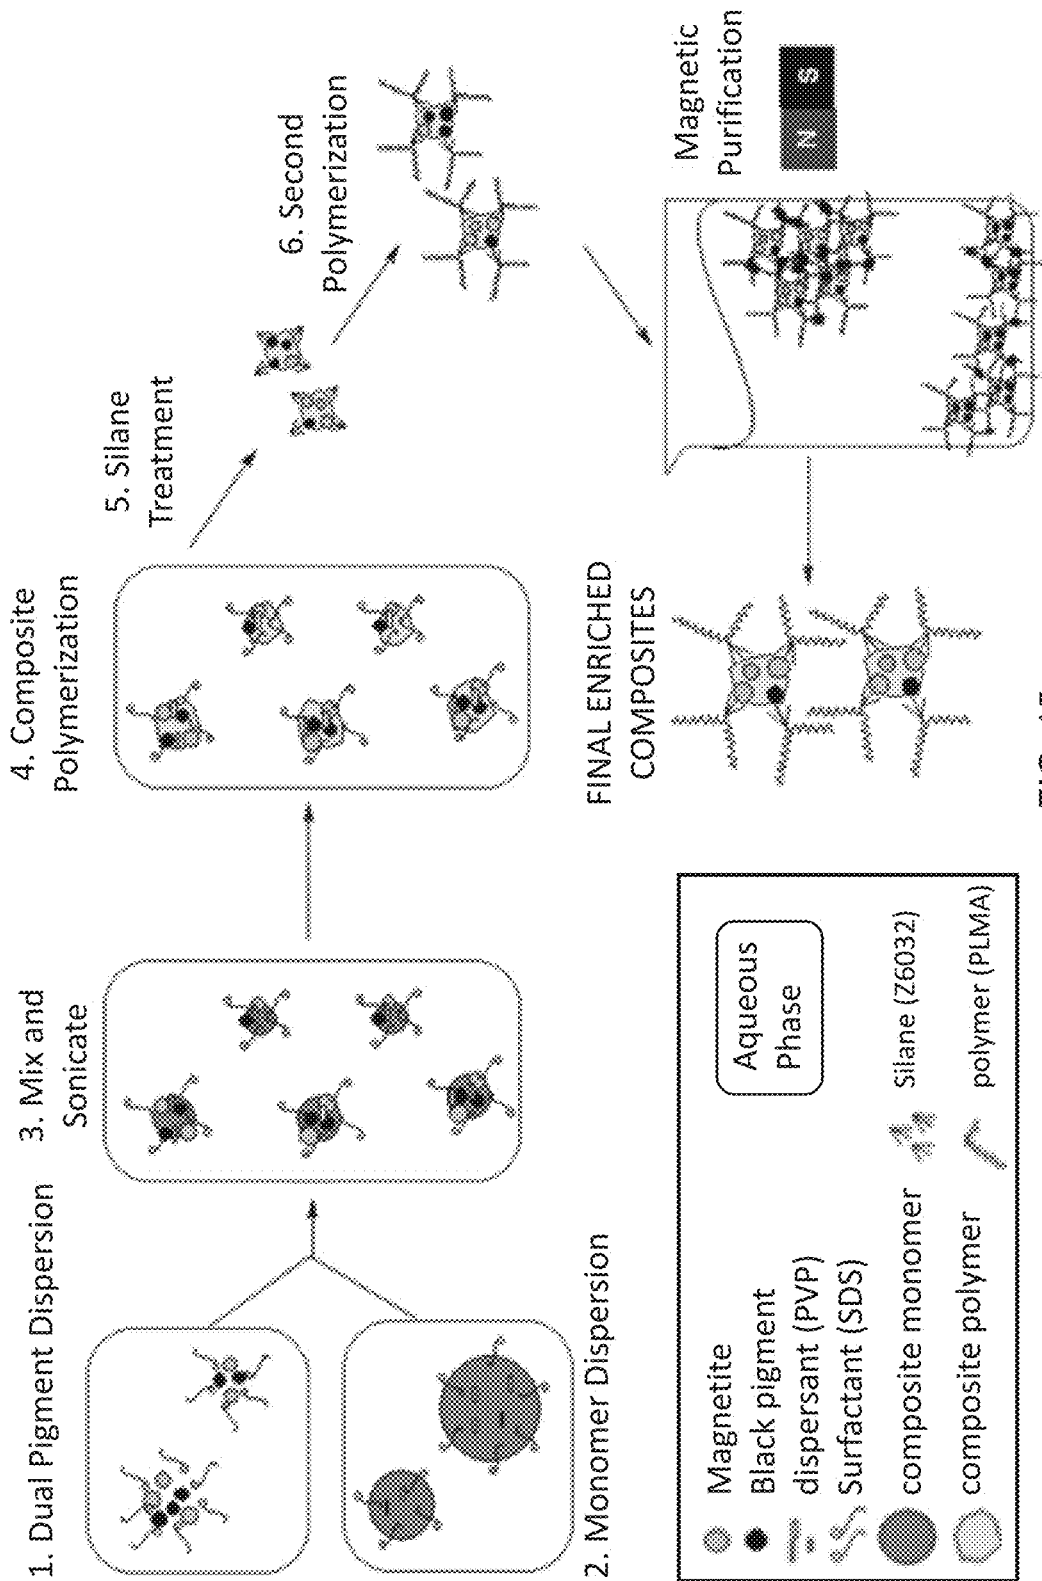 1. Dual Pigment Dispersion
2. Monomer Dispersion
3. Mix and
Sonicate
4. Composite
Polymerization
5. Silane
Treatment
6. Second
Polymerization
Magnetic
Purification
N S
FINAL ENRICHED
COMPOSITES
Magnetite
Black pigment
dispersant (PVP)
Surfactant (SDS)
composite monomer
composite polymer
Aqueous
Phase
Silane (Z6032)
polymer (PLMA)